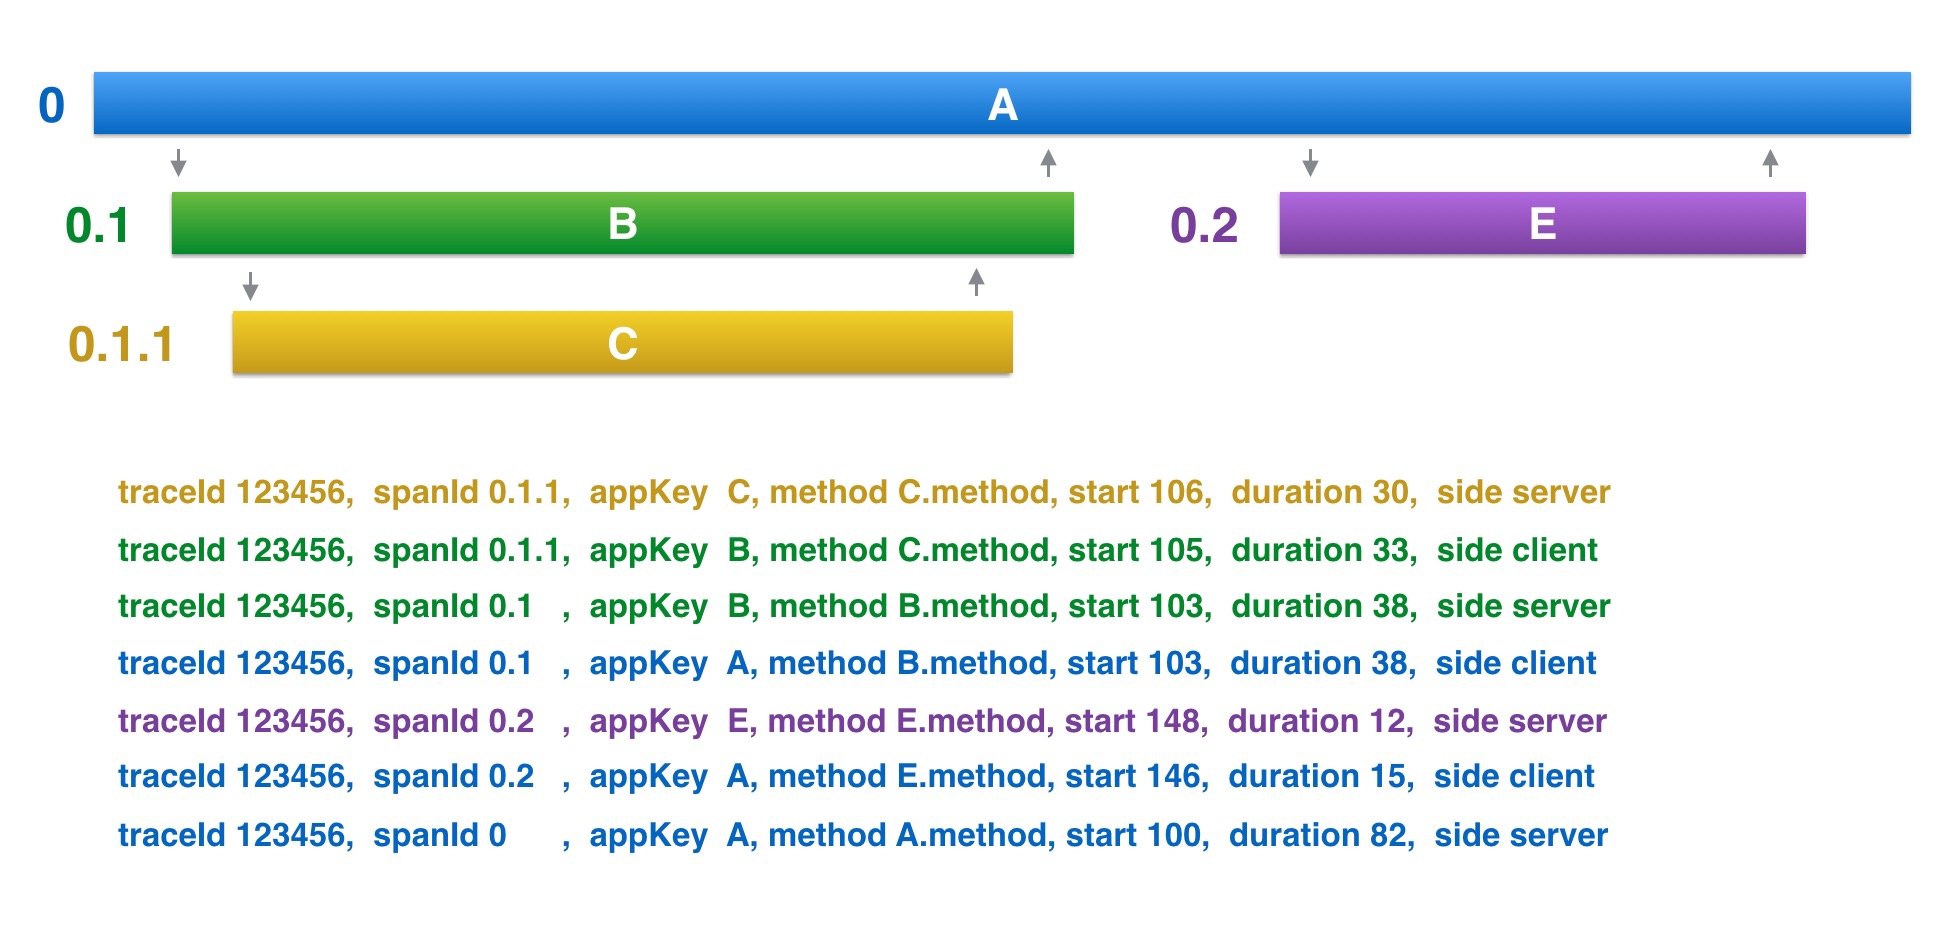 0 A
0.1 B 0.2 E
0.1.1 C
traceId 123456, spanId 0.1.1, appKey C, method C.method, start 106, duration 30, side server
traceId 123456, spanId 0.1.1, appKey B, method C.method, start 105, duration 33, side client
traceId 123456, spanId 0.1 , appKey B, method B.method, start 103, duration 38, side server
traceId 123456, spanId 0.1 , appKey A, method B.method, start 103, duration 38, side client
traceId 123456, spanId 0.2 , appKey E, method E.method, start 148, duration 12, side server
traceId 123456, spanId 0.2 , appKey A, method E.method, start 146, duration 15, side client
traceId 123456, spanId 0 , appKey A, method A.method, start 100, duration 82, side server